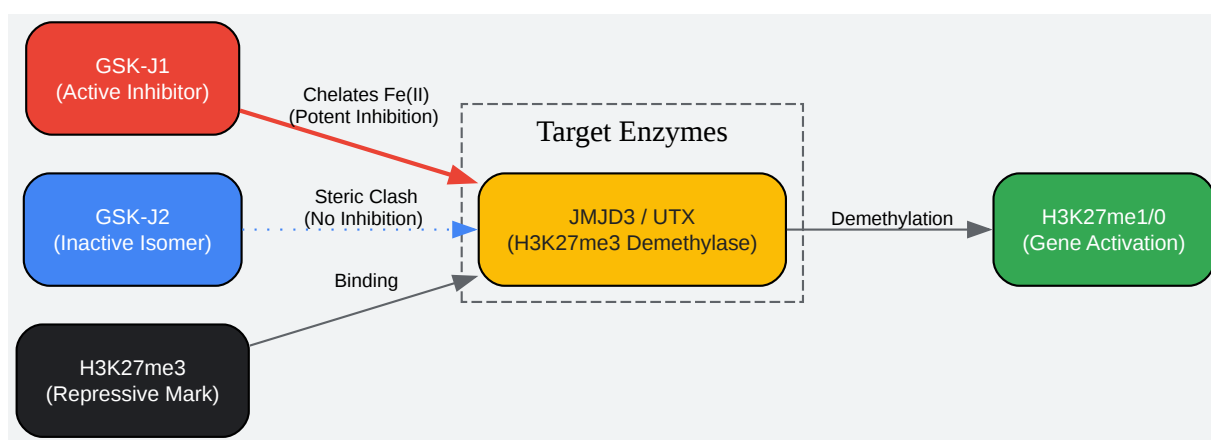 GSK-J1
(Active Inhibitor)
Chelates Fe(II)
(Potent Inhibition)
Target Enzymes
GSK-J2
(Inactive Isomer)
Steric Clash
(No Inhibition)
JMJD3 / UTX
(H3K27me3 Demethylase)
Demethylation
H3K27me1/0
(Gene Activation)
Binding
H3K27me3
(Repressive Mark)